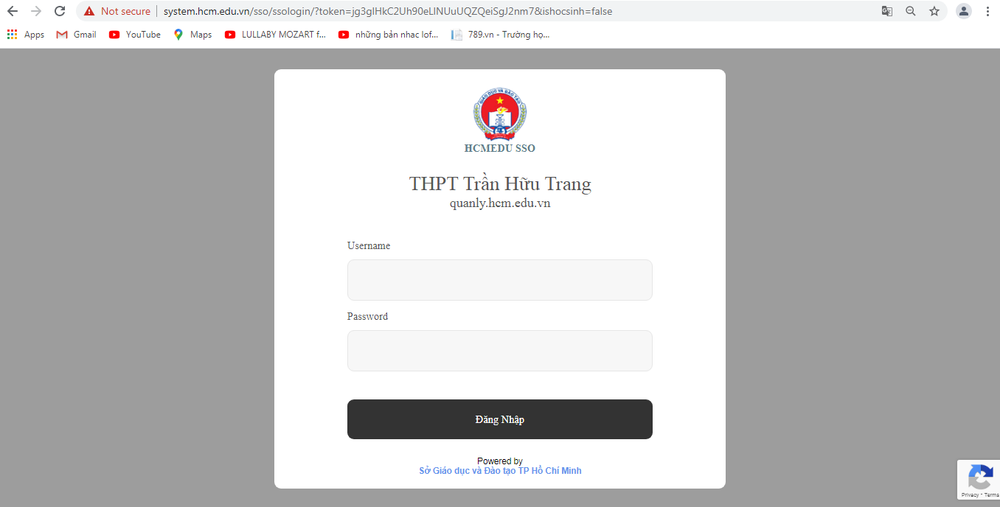 Not secure
system.hcm.edu.vn/sso/ssologin/?token=jg3glHkC2Uh90eLlNUuUQZQeiSgJ2nm7&ishocsinh=false
Apps
Gmail
YouTube
Maps
LULLABY MOZART f...
những bản nhac lof...
789.vn - Trường họ...
GIÁO DỤC VÀ ĐÀO TẠO
HCMEDU SSO
THPT Trần Hữu Trang
quanly.hcm.edu.vn
Username
Password
Đăng Nhập
Powered by
Sở Giáo dục và Đào tạo TP Hồ Chí Minh
Privacy - Terms